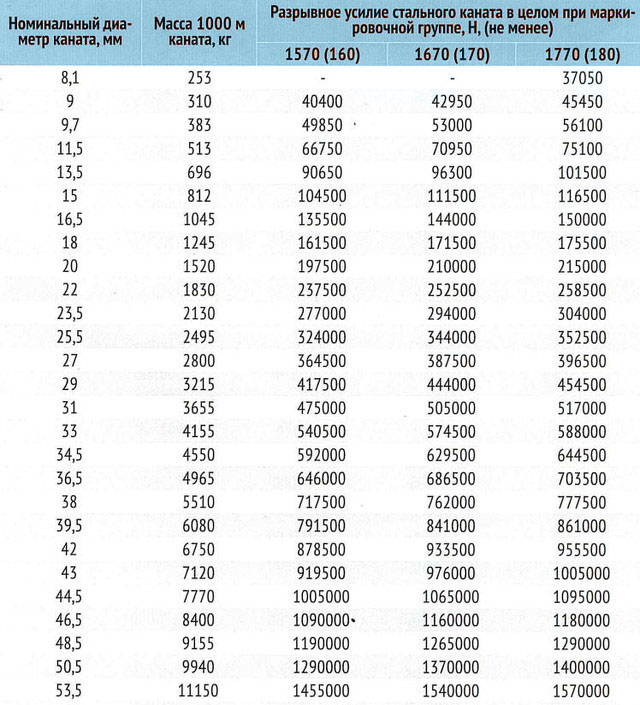 Номинальный диа-
метр каната, мм
Масса 1000 м
каната, кг
Разрывное усилие стального каната в целом при марки-
ровочной группе, Н, (не менее)
1570 (160) 1670 (170) 1770 (180)
8,1 253 - - 37050
9 310 40400 42950 45450
9,7 383 49850 53000 56100
11,5 513 66750 70950 75100
13,5 696 90650 96300 101500
15 812 104500 111500 116500
16,5 1045 135500 144000 150000
18 1245 161500 171500 175500
20 1520 197500 210000 215000
22 1830 237500 252500 258500
23,5 2130 277000 294000 304000
25,5 2495 324000 344000 352500
27 2800 364500 387500 396500
29 3215 417500 444000 454500
31 3655 475000 505000 517000
33 4155 540500 574500 588000
34,5 4550 592000 629500 644500
36,5 4965 646000 686500 703500
38 5510 717500 762000 777500
39,5 6080 791500 841000 861000
42 6750 878500 933500 955500
43 7120 919500 976000 1005000
44,5 7770 1005000 1065000 1095000
46,5 8400 1090000 1160000 1180000
48,5 9155 1190000 1265000 1290000
50,5 9940 1290000 1370000 1400000
53,5 11150 1455000 1540000 1570000